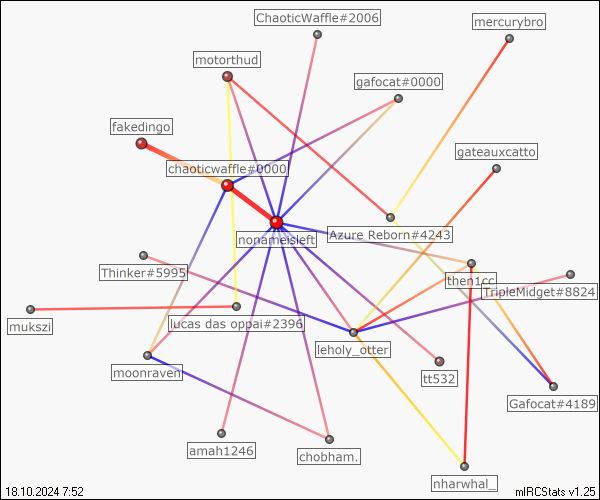 ChaoticWaffle#2006
mercurybro
motorthud
gafocat#0000
fakedingo
gateauxcatto
chaoticwaffle#0000
nonameisleft
Azure Reborn#4243
Thinker#5995
then1cc
TripleMidget#8824
mukszi
lucas das oppai#2396
leholy_otter
moonraven
tt532
Gafocat#4189
amah1246
chobham.
nharwhal_
18.10.2024 7:52
mIRCStats v1.25